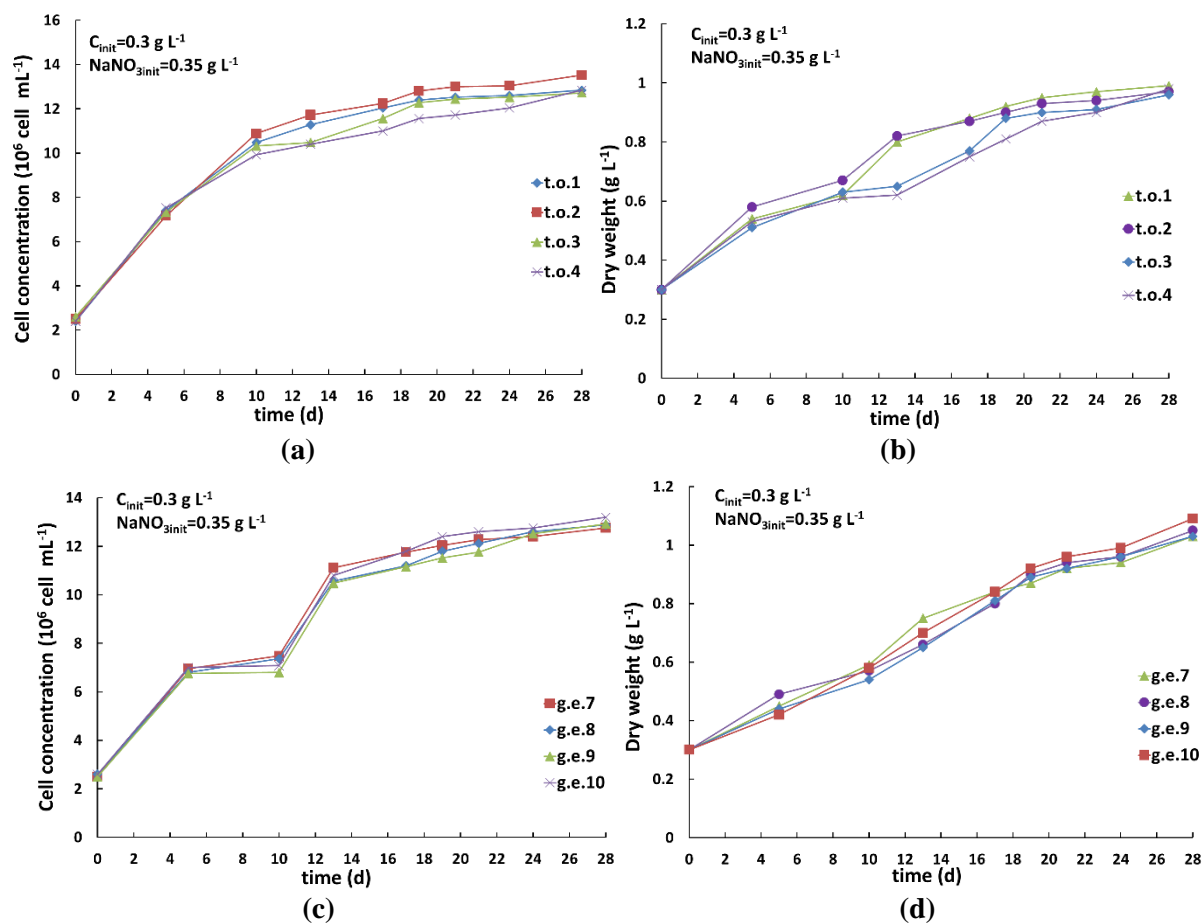 C_init=0.3 g L⁻¹
NaNO_3init=0.35 g L⁻¹
Cell concentration (10⁶ cell mL⁻¹)
16
14
12
10
8
6
4
2
0
t.o.1
t.o.2
t.o.3
t.o.4
0 2 4 6 8 10 12 14 16 18 20 22 24 26 28
time (d)
(a)
C_init=0.3 g L⁻¹
NaNO_3init=0.35 g L⁻¹
Dry weight (g L⁻¹)
1.2
1
0.8
0.6
0.4
0.2
0
t.o.1
t.o.2
t.o.3
t.o.4
0 2 4 6 8 10 12 14 16 18 20 22 24 26 28
time (d)
(b)
C_init=0.3 g L⁻¹
NaNO_3init=0.35 g L⁻¹
Cell concentration (10⁶ cell mL⁻¹)
14
12
10
8
6
4
2
0
g.e.7
g.e.8
g.e.9
g.e.10
0 2 4 6 8 10 12 14 16 18 20 22 24 26 28
time (d)
(c)
C_init=0.3 g L⁻¹
NaNO_3init=0.35 g L⁻¹
Dry weight (g L⁻¹)
1.2
1
0.8
0.6
0.4
0.2
0
g.e.7
g.e.8
g.e.9
g.e.10
0 2 4 6 8 10 12 14 16 18 20 22 24 26 28
time (d)
(d)